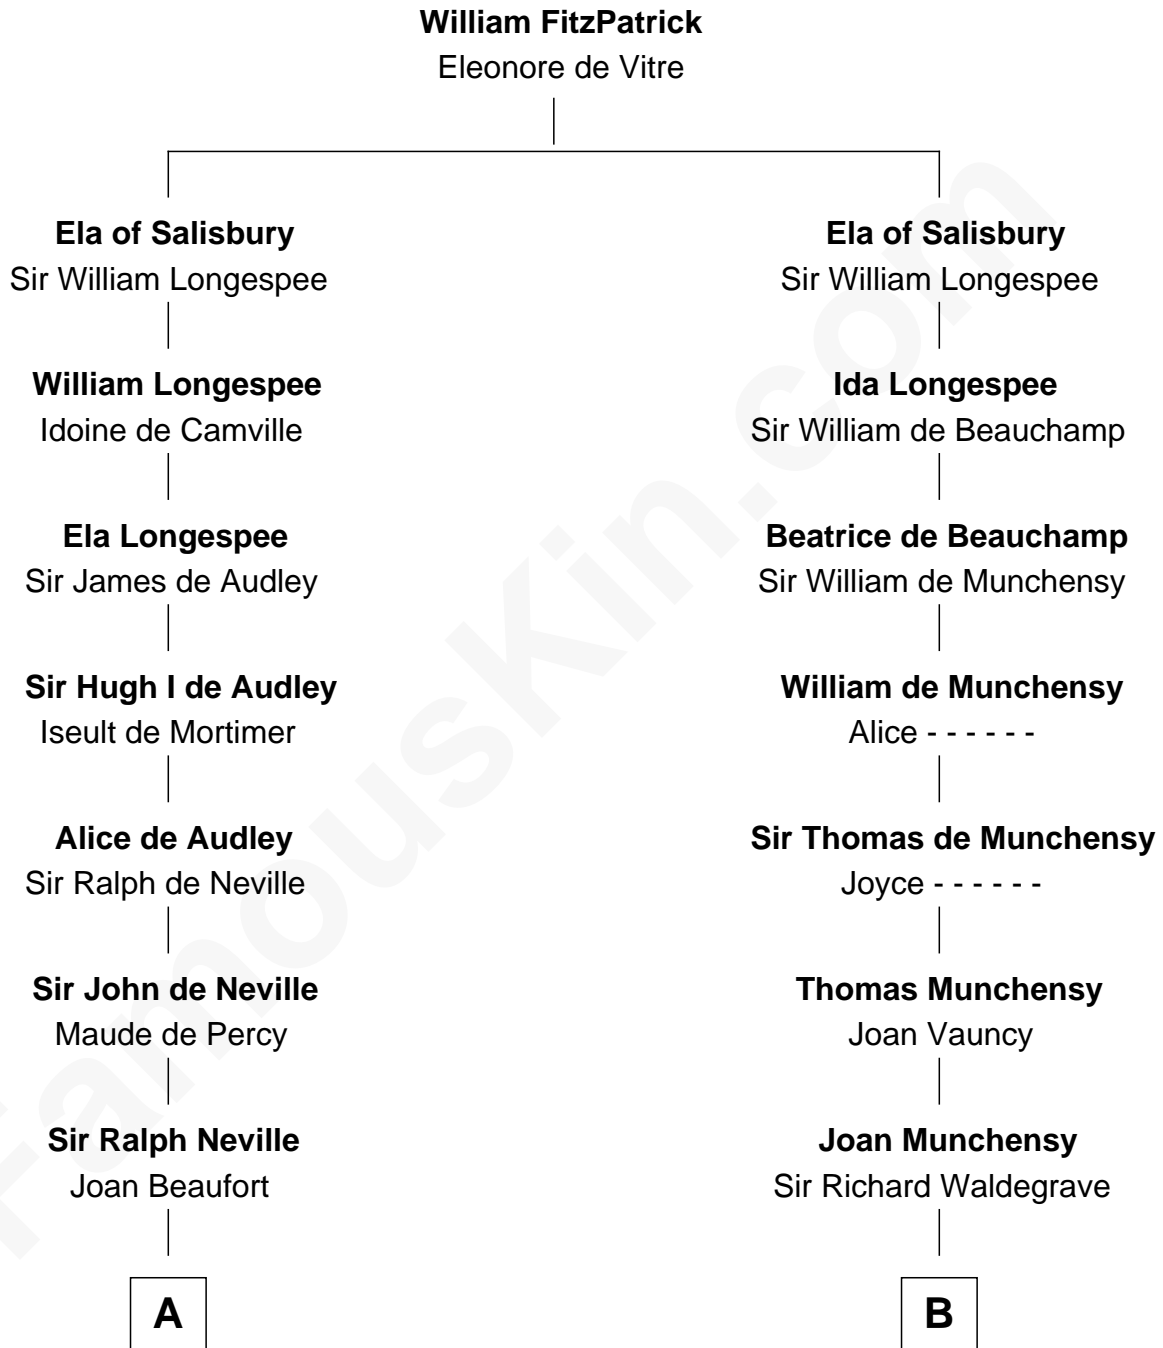 William FitzPatrick
Eleonore de Vitre
Ela of Salisbury
Sir William Longespee
William Longespee
Idoine de Camville
Ela Longespee
Sir James de Audley
Sir Hugh I de Audley
Iseult de Mortimer
Alice de Audley
Sir Ralph de Neville
Sir John de Neville
Maude de Percy
Sir Ralph Neville
Joan Beaufort
A
Ela of Salisbury
Sir William Longespee
Ida Longespee
Sir William de Beauchamp
Beatrice de Beauchamp
Sir William de Munchensy
William de Munchensy
Alice - - - - - -
Sir Thomas de Munchensy
Joyce - - - - - -
Thomas Munchensy
Joan Vauncy
Joan Munchensy
Sir Richard Waldegrave
B
FamousKin.com